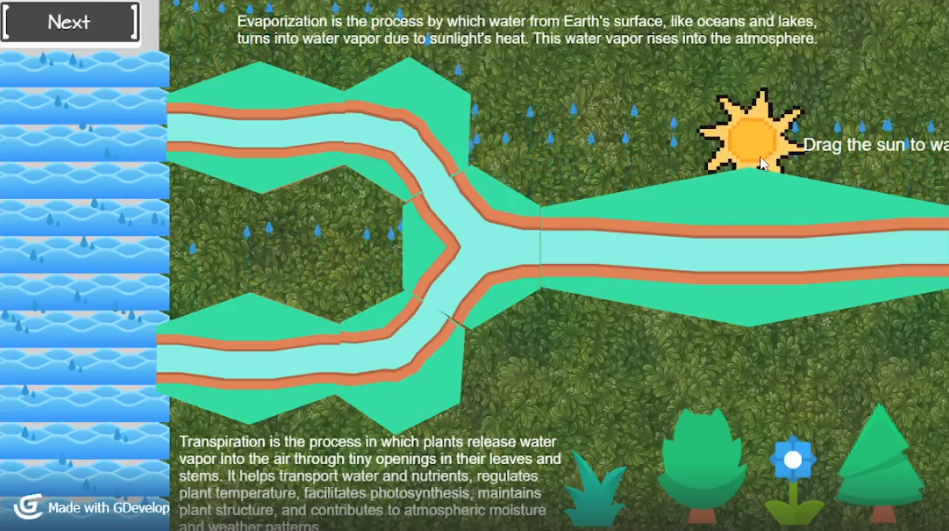 Next
Evaporization is the process by which water from Earth's surface, like oceans and lakes,
turns into water vapor due to sunlight's heat. This water vapor rises into the atmosphere.
Drag the sun to wa
Transpiration is the process in which plants release water
vapor into the air through tiny openings in their leaves and
stems. It helps transport water and nutrients, regulates
plant temperature, facilitates photosynthesis, maintains
plant structure, and contributes to atmospheric moisture
and weather patterns.
Made with GDevelop